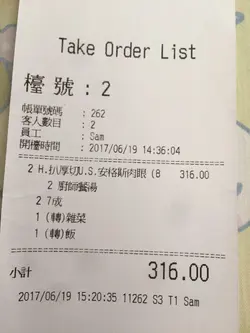 Take Order List
檯號:2
帳單號碼 : 262
客人數目 : 2
員工 : Sam
開檯時間 : 2017/06/19 14:36:04
2 H.扒厚切U.S.安格斯肉眼 (B 316.00
2 廚師餐湯
2 7成
1 (轉)雜菜
1 (轉)飯
小計 316.00
2017/06/19 15:20:35 11262 S3 T1 Sam